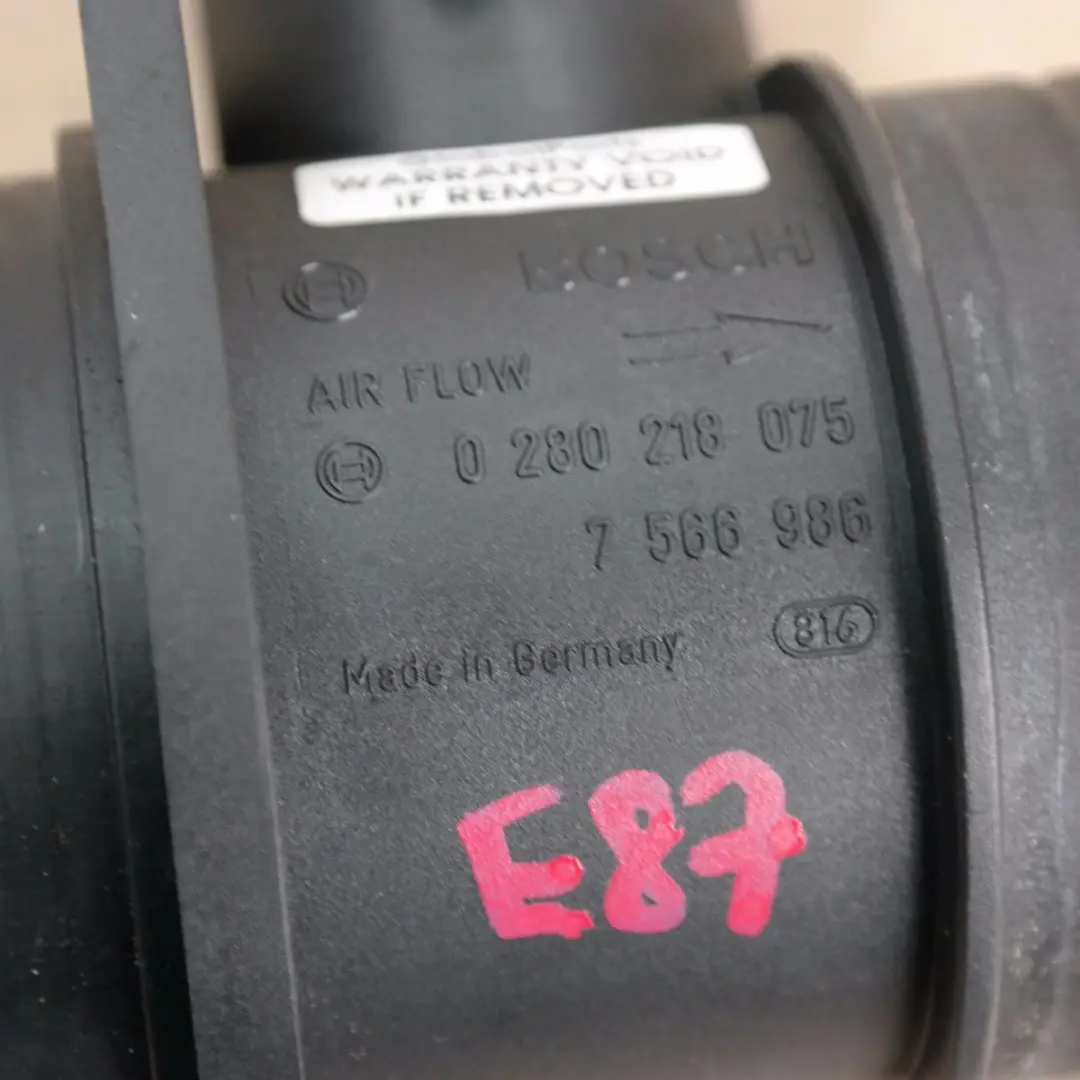 WARRANTY VOID
IF REMOVED
BOSCH
AIR FLOW
0 280 218 075
7 566 986
Made in Germany
816
E87